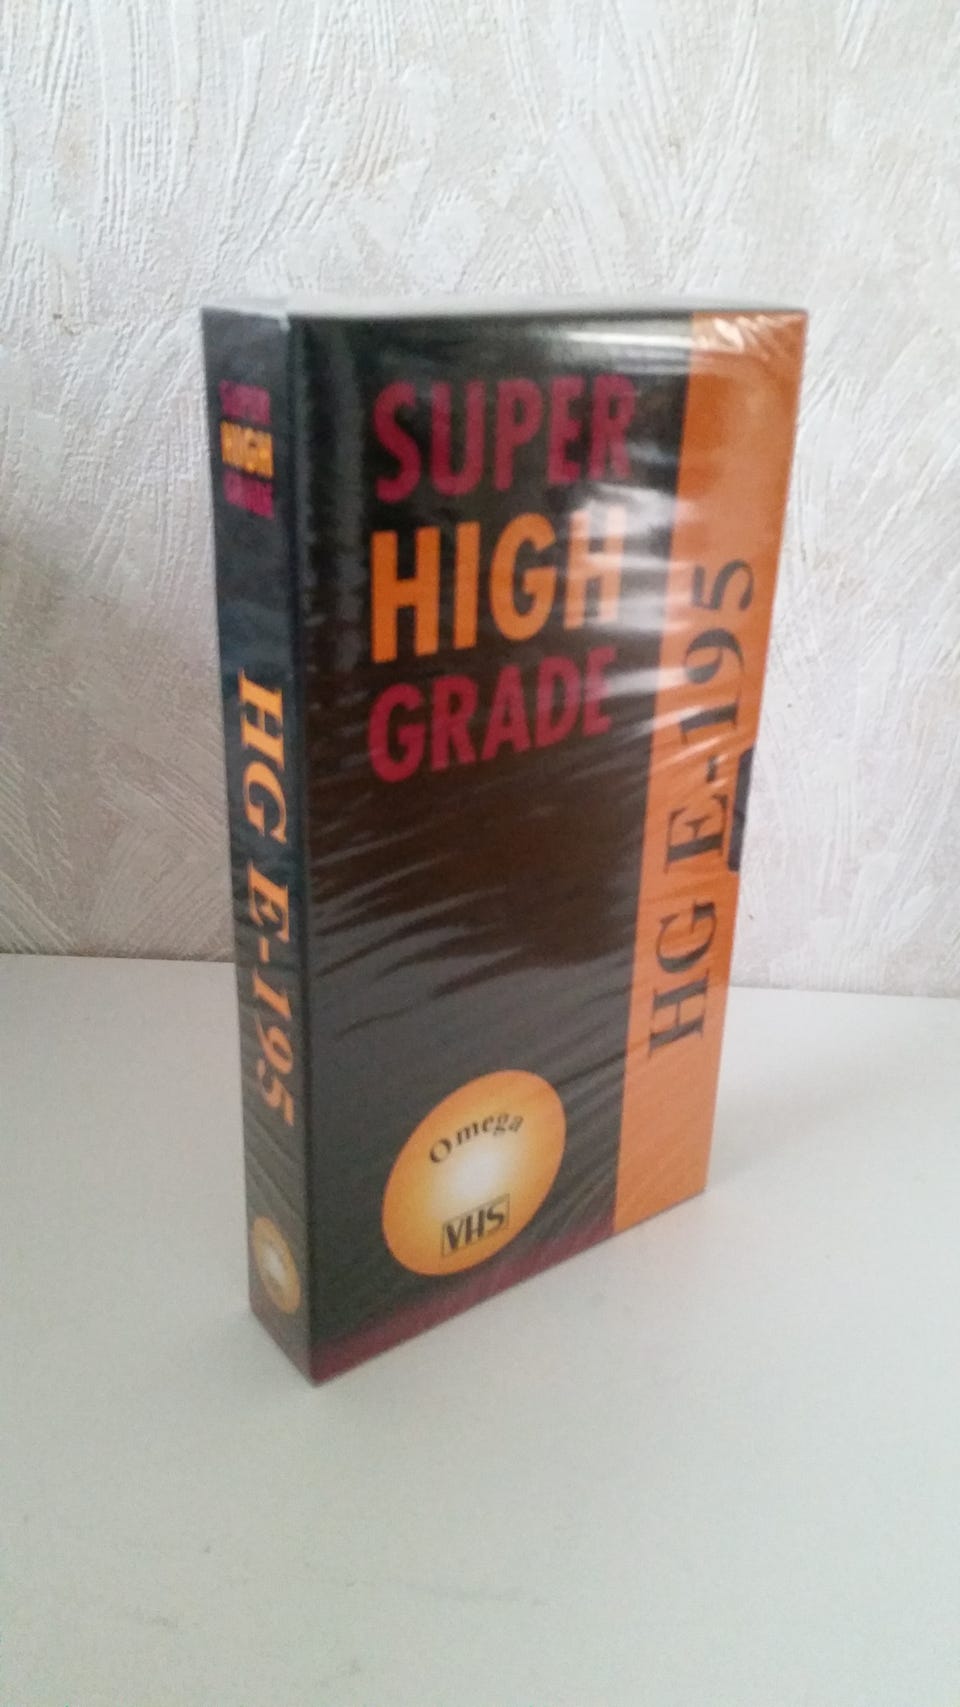 SUPER
HIGH
GRADE
HG E-195
SUPER
HIGH
GRADE
HG E-195
Omega
VHS